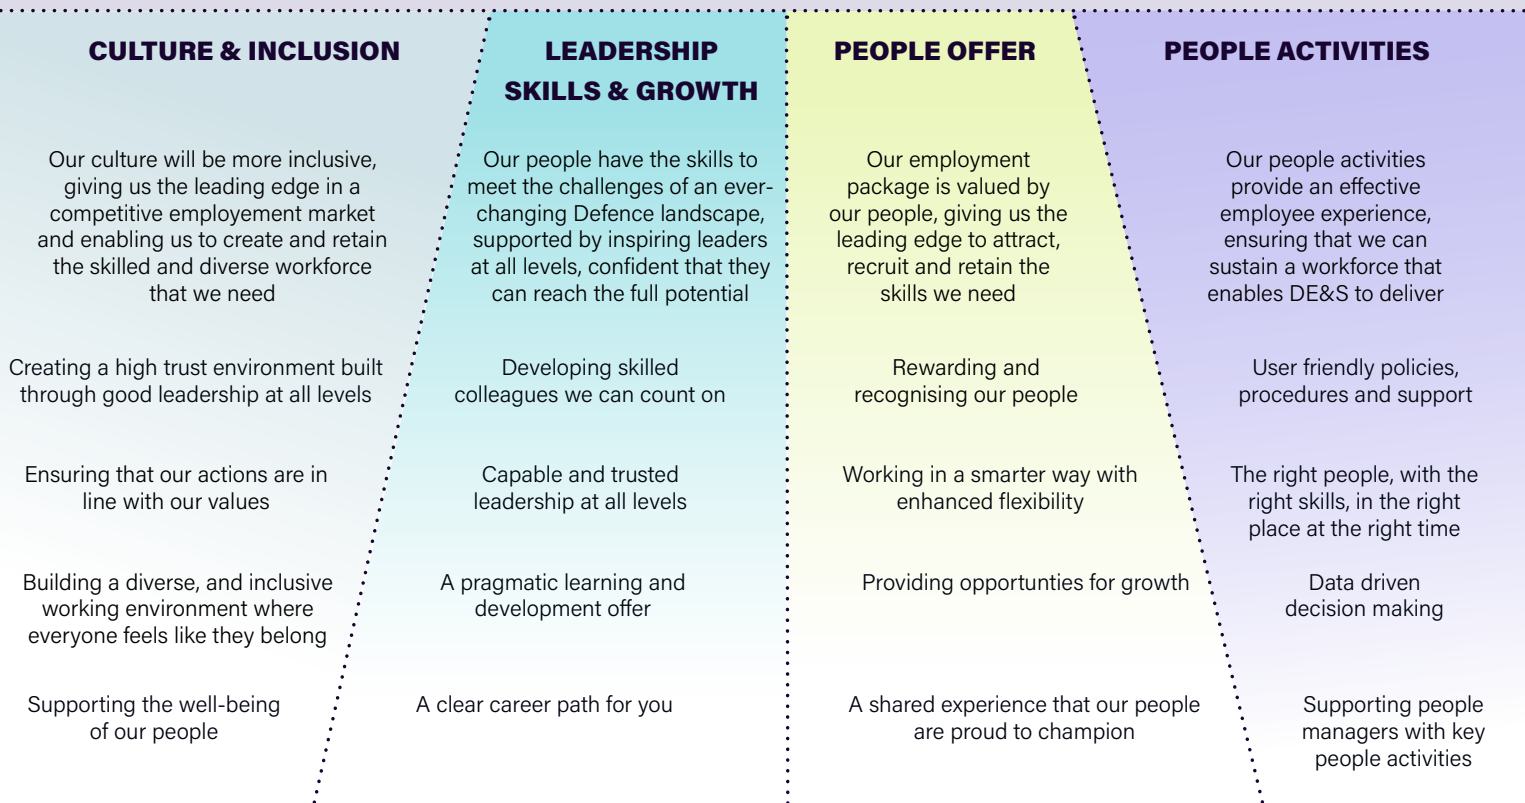 CULTURE & INCLUSION
Our culture will be more inclusive,
giving us the leading edge in a
competitive employement market
and enabling us to create and retain
the skilled and diverse workforce
that we need
Creating a high trust environment built
through good leadership at all levels
Ensuring that our actions are in
line with our values
Building a diverse, and inclusive
working environment where
everyone feels like they belong
Supporting the well-being
of our people
LEADERSHIP
SKILLS & GROWTH
Our people have the skills to
meet the challenges of an ever-
changing Defence landscape,
supported by inspiring leaders
at all levels, confident that they
can reach the full potential
Developing skilled
colleagues we can count on
Capable and trusted
leadership at all levels
A pragmatic learning and
development offer
A clear career path for you
PEOPLE OFFER
Our employment
package is valued by
our people, giving us the
leading edge to attract,
recruit and retain the
skills we need
Rewarding and
recognising our people
Working in a smarter way with
enhanced flexibility
Providing opportunties for growth
A shared experience that our people
are proud to champion
PEOPLE ACTIVITIES
Our people activities
provide an effective
employee experience,
ensuring that we can
sustain a workforce that
enables DE&S to deliver
User friendly policies,
procedures and support
The right people, with the
right skills, in the right
place at the right time
Data driven
decision making
Supporting people
managers with key
people activities